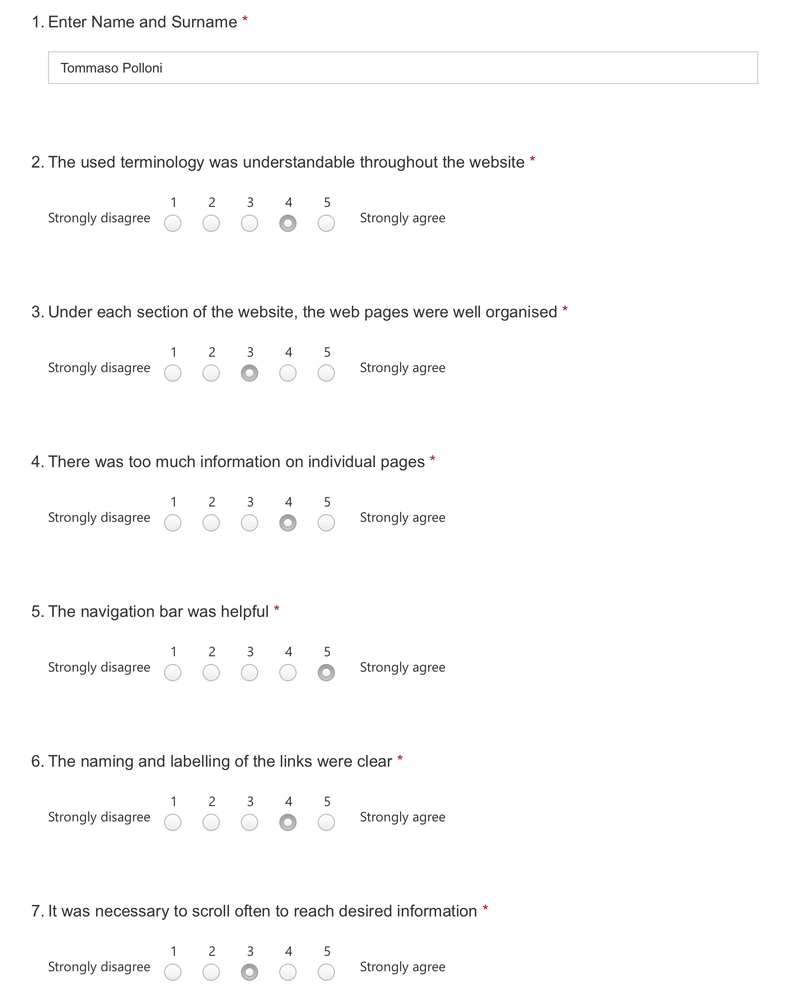 1. Enter Name and Surname *
Tommaso Polloni
2. The used terminology was understandable throughout the website *
1 2 3 4 5
Strongly disagree Strongly agree
3. Under each section of the website, the web pages were well organised *
1 2 3 4 5
Strongly disagree Strongly agree
4. There was too much information on individual pages *
1 2 3 4 5
Strongly disagree Strongly agree
5. The navigation bar was helpful *
1 2 3 4 5
Strongly disagree Strongly agree
6. The naming and labelling of the links were clear *
1 2 3 4 5
Strongly disagree Strongly agree
7. It was necessary to scroll often to reach desired information *
1 2 3 4 5
Strongly disagree Strongly agree